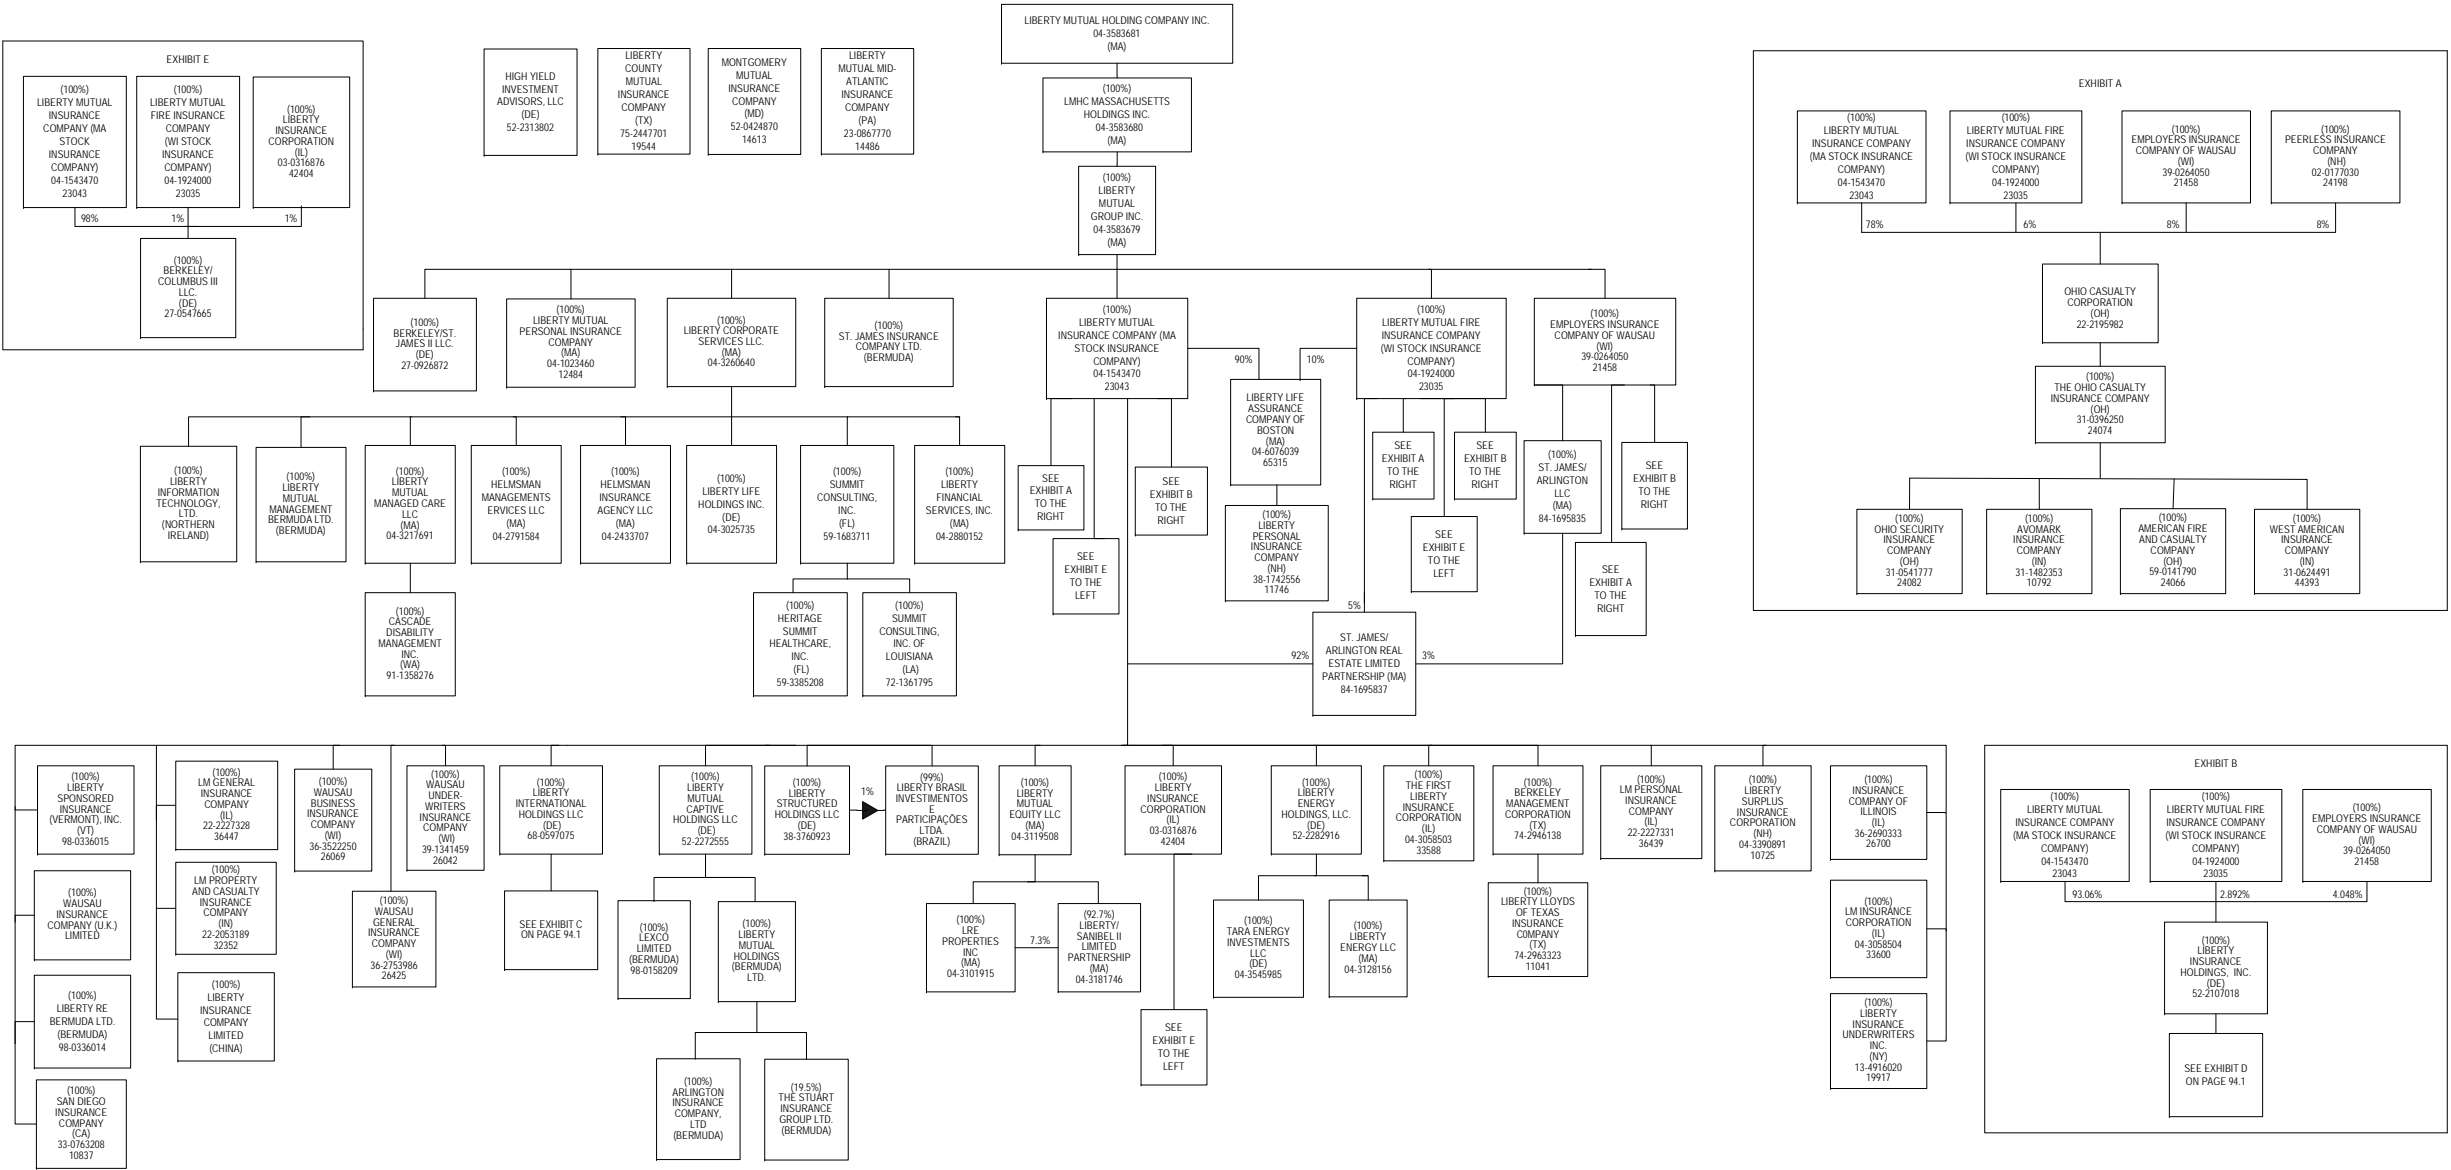 LIBERTY MUTUAL HOLDING COMPANY INC.
04-3583681
(MA)
(100%)
LMHC MASSACHUSETTS
HOLDINGS INC.
04-3583680
(MA)
(100%)
LIBERTY
MUTUAL
GROUP INC.
04-3583679
(MA)
EXHIBIT E
(100%)
LIBERTY MUTUAL
INSURANCE
COMPANY (MA
STOCK
INSURANCE
COMPANY)
04-1543470
23043
(100%)
LIBERTY MUTUAL
FIRE INSURANCE
COMPANY
(WI STOCK
INSURANCE
COMPANY)
04-1924000
23035
(100%)
LIBERTY
INSURANCE
CORPORATION
(IL)
03-0316876
42404
98%
1%
1%
(100%)
BERKELEY/
COLUMBUS III
LLC.
(DE)
27-0547665
HIGH YIELD
INVESTMENT
ADVISORS, LLC
(DE)
52-2313802
LIBERTY
COUNTY
MUTUAL
INSURANCE
COMPANY
(TX)
75-2447701
19544
MONTGOMERY
MUTUAL
INSURANCE
COMPANY
(MD)
52-0424870
14613
LIBERTY
MUTUAL MID-
ATLANTIC
INSURANCE
COMPANY
(PA)
23-0867770
14486
EXHIBIT A
(100%)
LIBERTY MUTUAL
INSURANCE COMPANY
(MA STOCK INSURANCE
COMPANY)
04-1543470
23043
(100%)
LIBERTY MUTUAL FIRE
INSURANCE COMPANY
(WI STOCK INSURANCE
COMPANY)
04-1924000
23035
(100%)
EMPLOYERS INSURANCE
COMPANY OF WAUSAU
(WI)
39-0264050
21458
(100%)
PEERLESS INSURANCE
COMPANY
(NH)
02-0177030
24198
78%
6%
8%
8%
OHIO CASUALTY
CORPORATION
(OH)
22-2195982
(100%)
THE OHIO CASUALTY
INSURANCE COMPANY
(OH)
31-0396250
24074
(100%)
OHIO SECURITY
INSURANCE
COMPANY
(OH)
31-0541777
24082
(100%)
AVOMARK
INSURANCE
COMPANY
(IN)
31-1482353
10792
(100%)
AMERICAN FIRE
AND CASUALTY
COMPANY
(OH)
59-0141790
24066
(100%)
WEST AMERICAN
INSURANCE
COMPANY
(IN)
31-0624491
44393
(100%)
BERKELEY/ST.
JAMES II LLC.
(DE)
27-0926872
(100%)
LIBERTY MUTUAL
PERSONAL INSURANCE
COMPANY
(MA)
04-1023460
12484
(100%)
LIBERTY CORPORATE
SERVICES LLC.
(MA)
04-3260640
(100%)
ST. JAMES INSURANCE
COMPANY LTD.
(BERMUDA)
(100%)
LIBERTY MUTUAL
INSURANCE COMPANY (MA
STOCK INSURANCE
COMPANY)
04-1543470
23043
(100%)
LIBERTY MUTUAL FIRE
INSURANCE COMPANY
(WI STOCK INSURANCE
COMPANY)
04-1924000
23035
(100%)
EMPLOYERS INSURANCE
COMPANY OF WAUSAU
(WI)
39-0264050
21458
90%
10%
LIBERTY LIFE
ASSURANCE
COMPANY OF
BOSTON
(MA)
04-6076039
65315
(100%)
LIBERTY
PERSONAL
INSURANCE
COMPANY
(NH)
38-1742556
11746
(100%)
LIBERTY
INFORMATION
TECHNOLOGY,
LTD.
(NORTHERN
IRELAND)
(100%)
LIBERTY
MUTUAL
MANAGEMENT
BERMUDA LTD.
(BERMUDA)
(100%)
LIBERTY
MUTUAL
MANAGED CARE
LLC
(MA)
04-3217691
(100%)
HELMSMAN
MANAGEMENTS
ERVICES LLC
(MA)
04-2791584
(100%)
HELMSMAN
INSURANCE
AGENCY LLC
(MA)
04-2433707
(100%)
LIBERTY LIFE
HOLDINGS INC.
(DE)
04-3025735
(100%)
SUMMIT
CONSULTING,
INC.
(FL)
59-1683711
(100%)
LIBERTY
FINANCIAL
SERVICES, INC.
(MA)
04-2880152
(100%)
CASCADE
DISABILITY
MANAGEMENT
INC.
(WA)
91-1358276
(100%)
HERITAGE
SUMMIT
HEALTHCARE,
INC.
(FL)
59-3385208
(100%)
SUMMIT
CONSULTING,
INC. OF
LOUISIANA
(LA)
72-1361795
SEE
EXHIBIT A
TO THE
RIGHT
SEE
EXHIBIT E
TO THE
LEFT
SEE
EXHIBIT B
TO THE
RIGHT
SEE
EXHIBIT A
TO THE
RIGHT
SEE
EXHIBIT B
TO THE
RIGHT
SEE
EXHIBIT E
TO THE
LEFT
(100%)
ST. JAMES/
ARLINGTON
LLC
(MA)
84-1695835
SEE
EXHIBIT B
TO THE
RIGHT
SEE
EXHIBIT A
TO THE
RIGHT
5%
92%
3%
ST. JAMES/
ARLINGTON REAL
ESTATE LIMITED
PARTNERSHIP (MA)
84-1695837
(100%)
LIBERTY
SPONSORED
INSURANCE
(VERMONT), INC.
(VT)
98-0336015
(100%)
WAUSAU
INSURANCE
COMPANY (U.K.)
LIMITED
(100%)
LIBERTY RE
BERMUDA LTD.
(BERMUDA)
98-0336014
(100%)
SAN DIEGO
INSURANCE
COMPANY
(CA)
33-0763208
10837
(100%)
LM GENERAL
INSURANCE
COMPANY
(IL)
22-2227328
36447
(100%)
LM PROPERTY
AND CASUALTY
INSURANCE
COMPANY
(IN)
22-2053189
32352
(100%)
LIBERTY
INSURANCE
COMPANY
LIMITED
(CHINA)
(100%)
WAUSAU
BUSINESS
INSURANCE
COMPANY
(WI)
36-3522250
26069
(100%)
WAUSAU
GENERAL
INSURANCE
COMPANY
(WI)
36-2753986
26425
(100%)
WAUSAU
UNDER-
WRITERS
INSURANCE
COMPANY
(WI)
39-1341459
26042
(100%)
LIBERTY
INTERNATIONAL
HOLDINGS LLC
(DE)
68-0597075
SEE EXHIBIT C
ON PAGE 94.1
(100%)
LIBERTY
MUTUAL
CAPTIVE
HOLDINGS LLC
(DE)
52-2272555
(100%)
LEXCO
LIMITED
(BERMUDA)
98-0158209
(100%)
LIBERTY
MUTUAL
HOLDINGS
(BERMUDA)
LTD.
(100%)
ARLINGTON
INSURANCE
COMPANY,
LTD
(BERMUDA)
(19.5%)
THE STUART
INSURANCE
GROUP LTD.
(BERMUDA)
(100%)
LIBERTY
STRUCTURED
HOLDINGS LLC
(DE)
38-3760923
1%
(99%)
LIBERTY BRASIL
INVESTIMENTOS
E
PARTICIPAÇÕES
LTDA.
(BRAZIL)
(100%)
LIBERTY
MUTUAL
EQUITY LLC
(MA)
04-3119508
(100%)
LRE
PROPERTIES
INC
(MA)
04-3101915
7.3%
(92.7%)
LIBERTY/
SANIBEL II
LIMITED
PARTNERSHIP
(MA)
04-3181746
(100%)
LIBERTY
INSURANCE
CORPORATION
(IL)
03-0316876
42404
SEE
EXHIBIT E
TO THE
LEFT
(100%)
LIBERTY
ENERGY
HOLDINGS, LLC.
(DE)
52-2282916
(100%)
TARA ENERGY
INVESTMENTS
LLC
(DE)
04-3545985
(100%)
LIBERTY
ENERGY LLC
(MA)
04-3128156
(100%)
THE FIRST
LIBERTY
INSURANCE
CORPORATION
(IL)
04-3058503
33588
(100%)
BERKELEY
MANAGEMENT
CORPORATION
(TX)
74-2946138
(100%)
LIBERTY LLOYDS
OF TEXAS
INSURANCE
COMPANY
(TX)
74-2963323
11041
(100%)
LM PERSONAL
INSURANCE
COMPANY
(IL)
22-2227331
36439
(100%)
LIBERTY
SURPLUS
INSURANCE
CORPORATION
(NH)
04-3390891
10725
(100%)
INSURANCE
COMPANY OF
ILLINOIS
(IL)
36-2690333
26700
(100%)
LM INSURANCE
CORPORATION
(IL)
04-3058504
33600
(100%)
LIBERTY
INSURANCE
UNDERWRITERS
INC.
(NY)
13-4916020
19917
EXHIBIT B
(100%)
LIBERTY MUTUAL
INSURANCE COMPANY
(MA STOCK INSURANCE
COMPANY)
04-1543470
23043
(100%)
LIBERTY MUTUAL FIRE
INSURANCE COMPANY
(WI STOCK INSURANCE
COMPANY)
04-1924000
23035
(100%)
EMPLOYERS INSURANCE
COMPANY OF WAUSAU
(WI)
39-0264050
21458
93.06%
2.892%
4.048%
(100%)
LIBERTY
INSURANCE
HOLDINGS, INC.
(DE)
52-2107018
SEE EXHIBIT D
ON PAGE 94.1